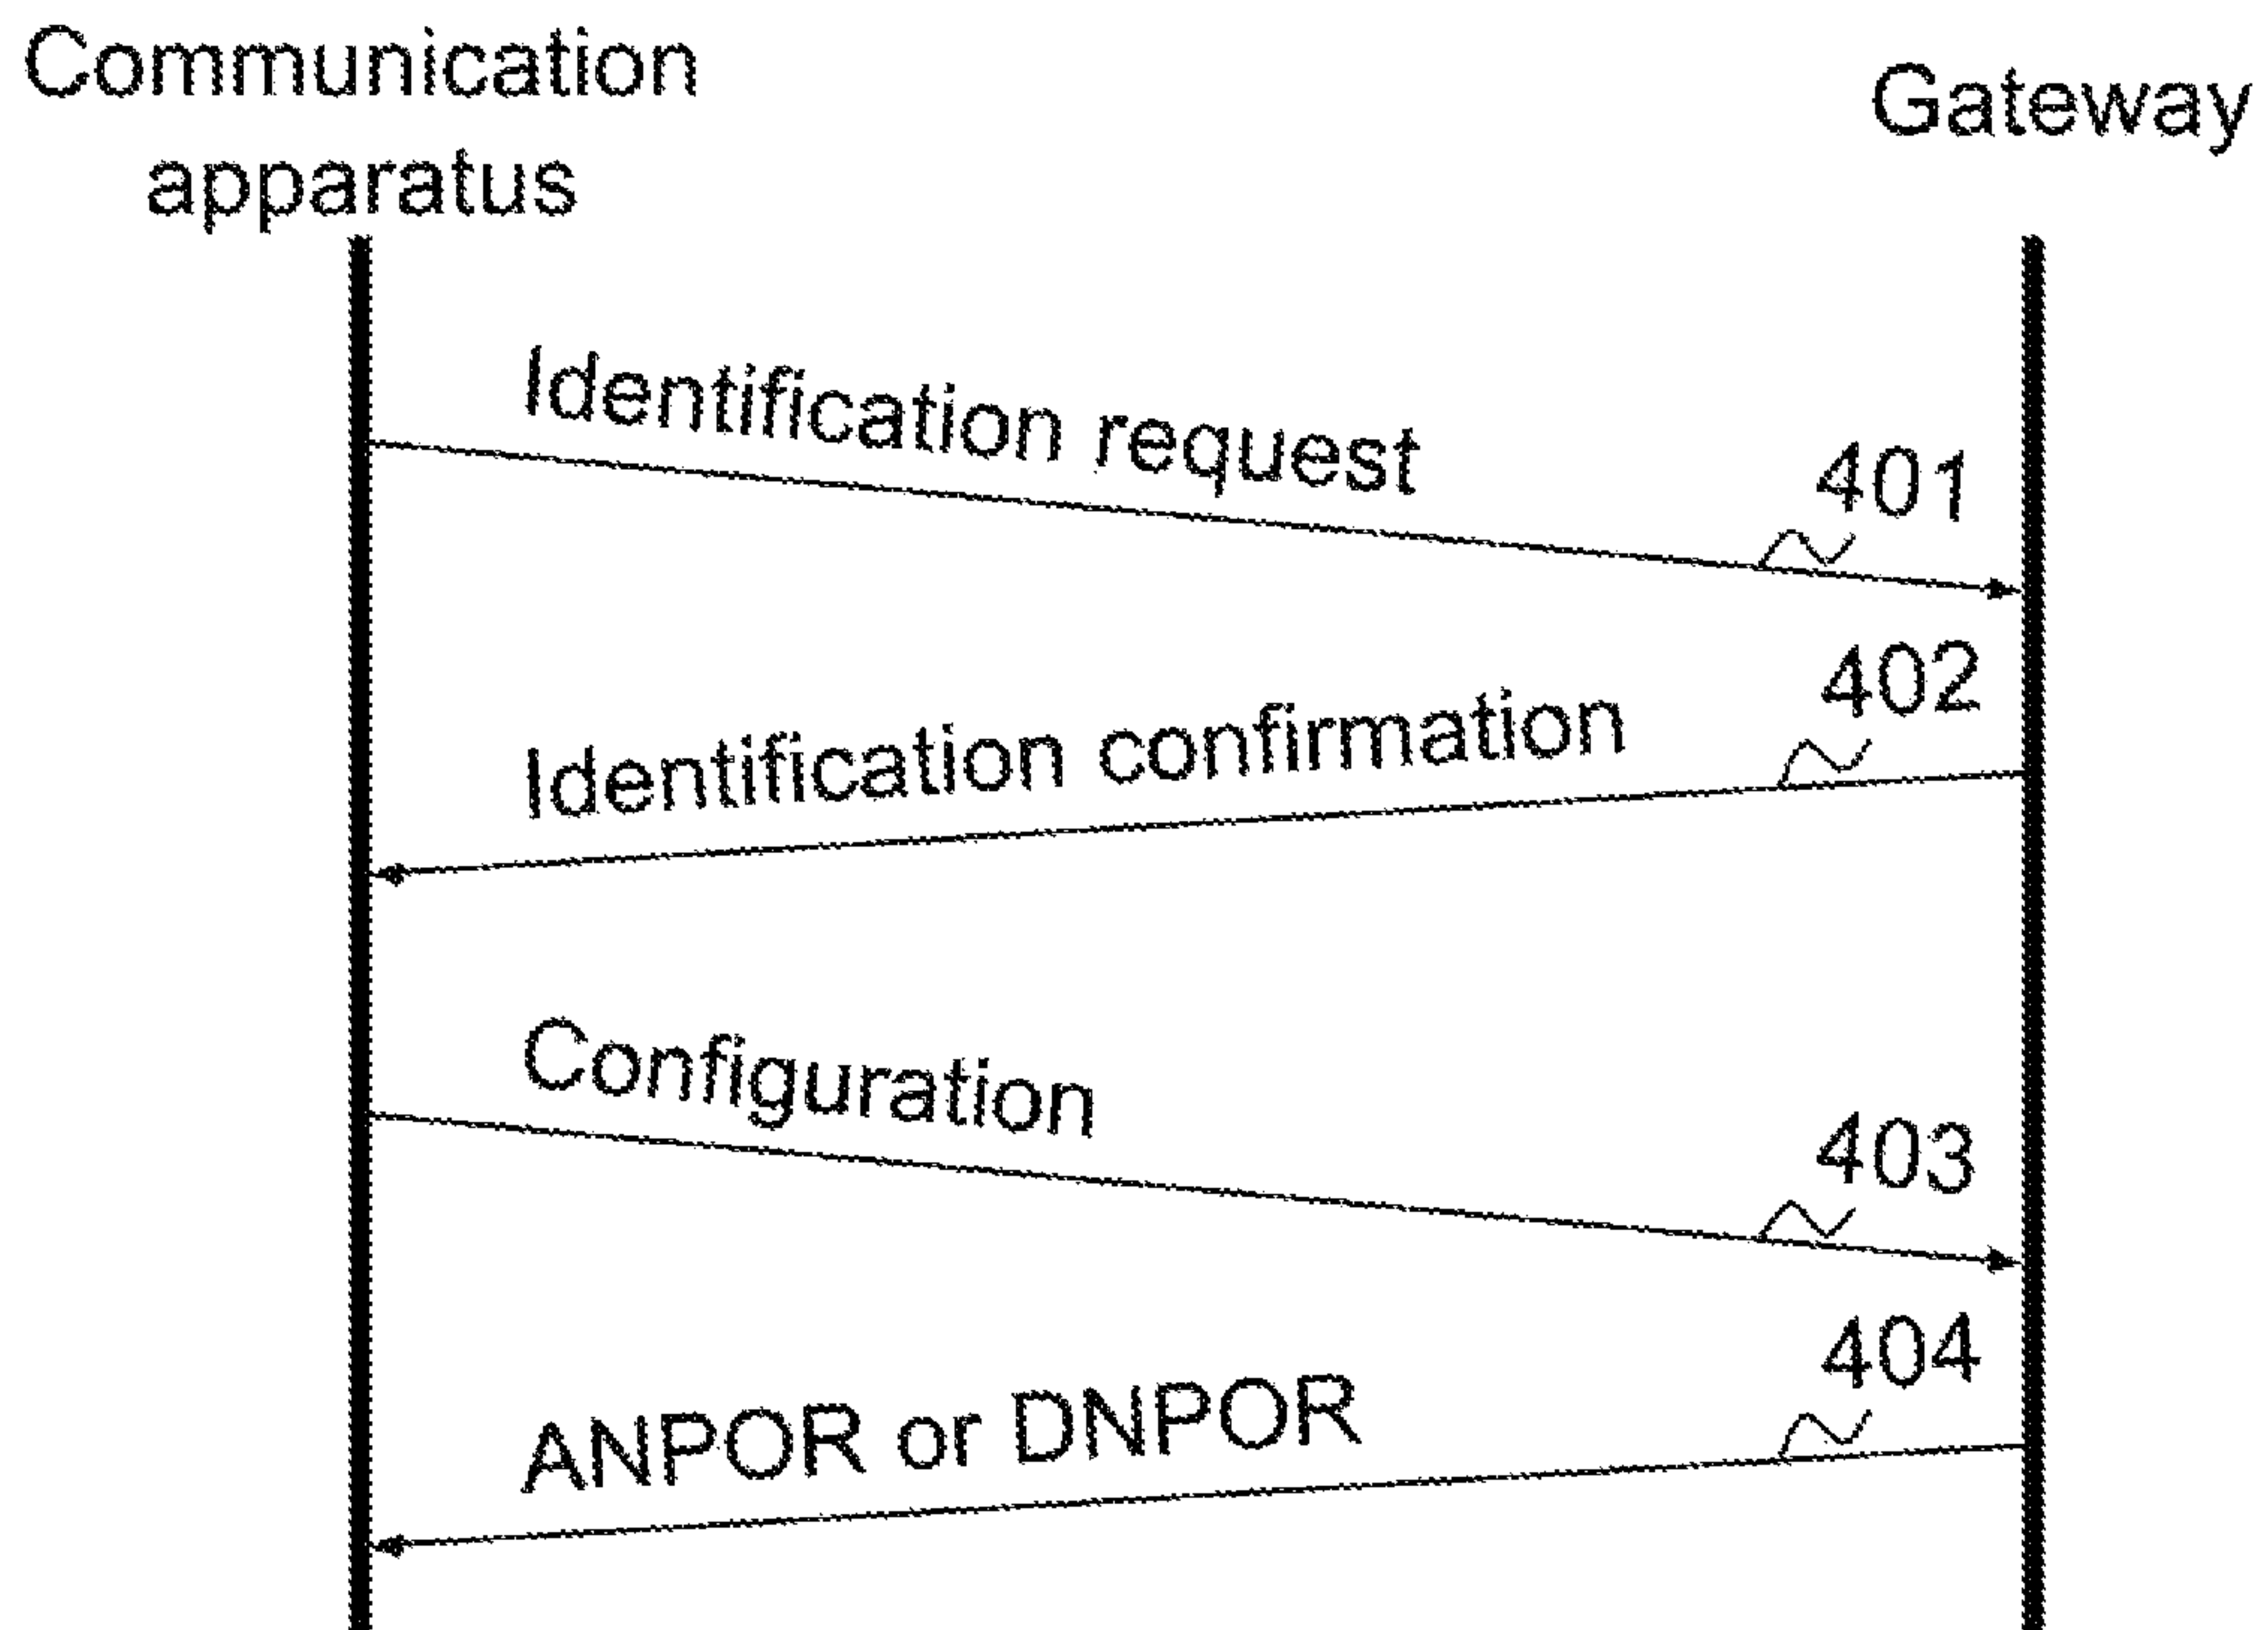 Communication
apparatus
Gateway
Identification request
401
402
Identification confirmation
Configuration
403
404
ANPOR or DNPOR